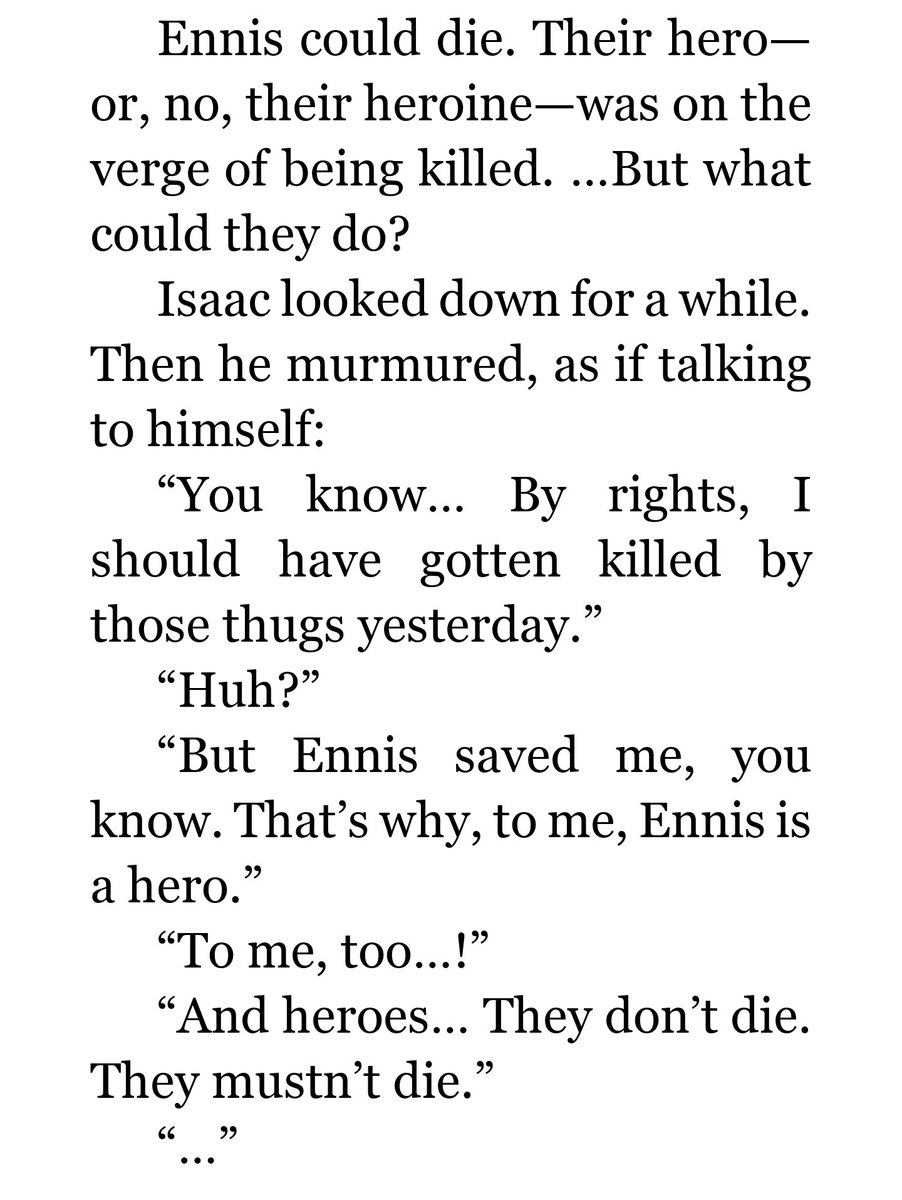 Ennis could die. Their hero—
or, no, their heroine—was on the
verge of being killed. …But what
could they do?
Isaac looked down for a while.
Then he murmured, as if talking
to himself:
“You know… By rights, I
should have gotten killed by
those thugs yesterday.”
“Huh?”
“But Ennis saved me, you
know. That’s why, to me, Ennis is
a hero.”
“To me, too…!”
“And heroes… They don’t die.
They mustn’t die.”
“…”